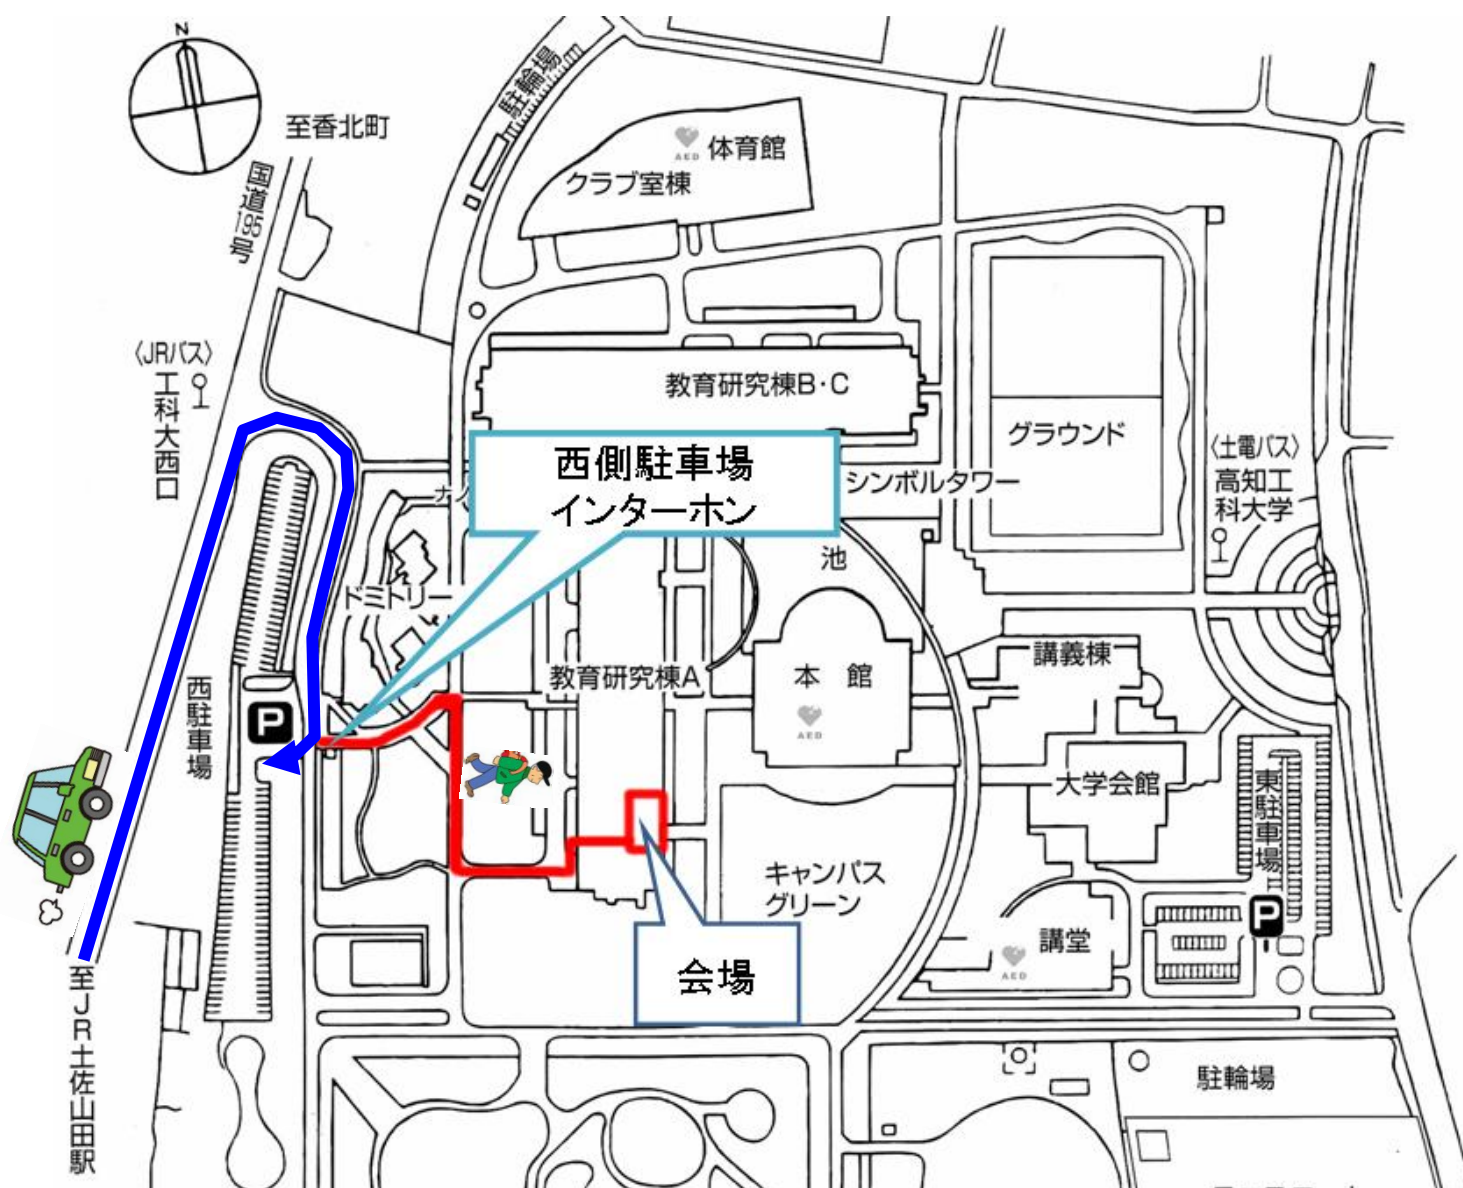 N
駐輪場
至香北町
国道195号
AED
体育館
クラブ室棟
〈JRバス〉
工科大西口
教育研究棟B・C
グラウンド
〈土電バス〉
高知工
科大学
西側駐車場
インターホン
シンボルタワー
池
ドミトリー
教育研究棟A
本館
AED
講義棟
西駐車場
P
大学会館
東駐車場
P
キャンパス
グリーン
講堂
AED
会場
至JR土佐山田駅
駐輪場